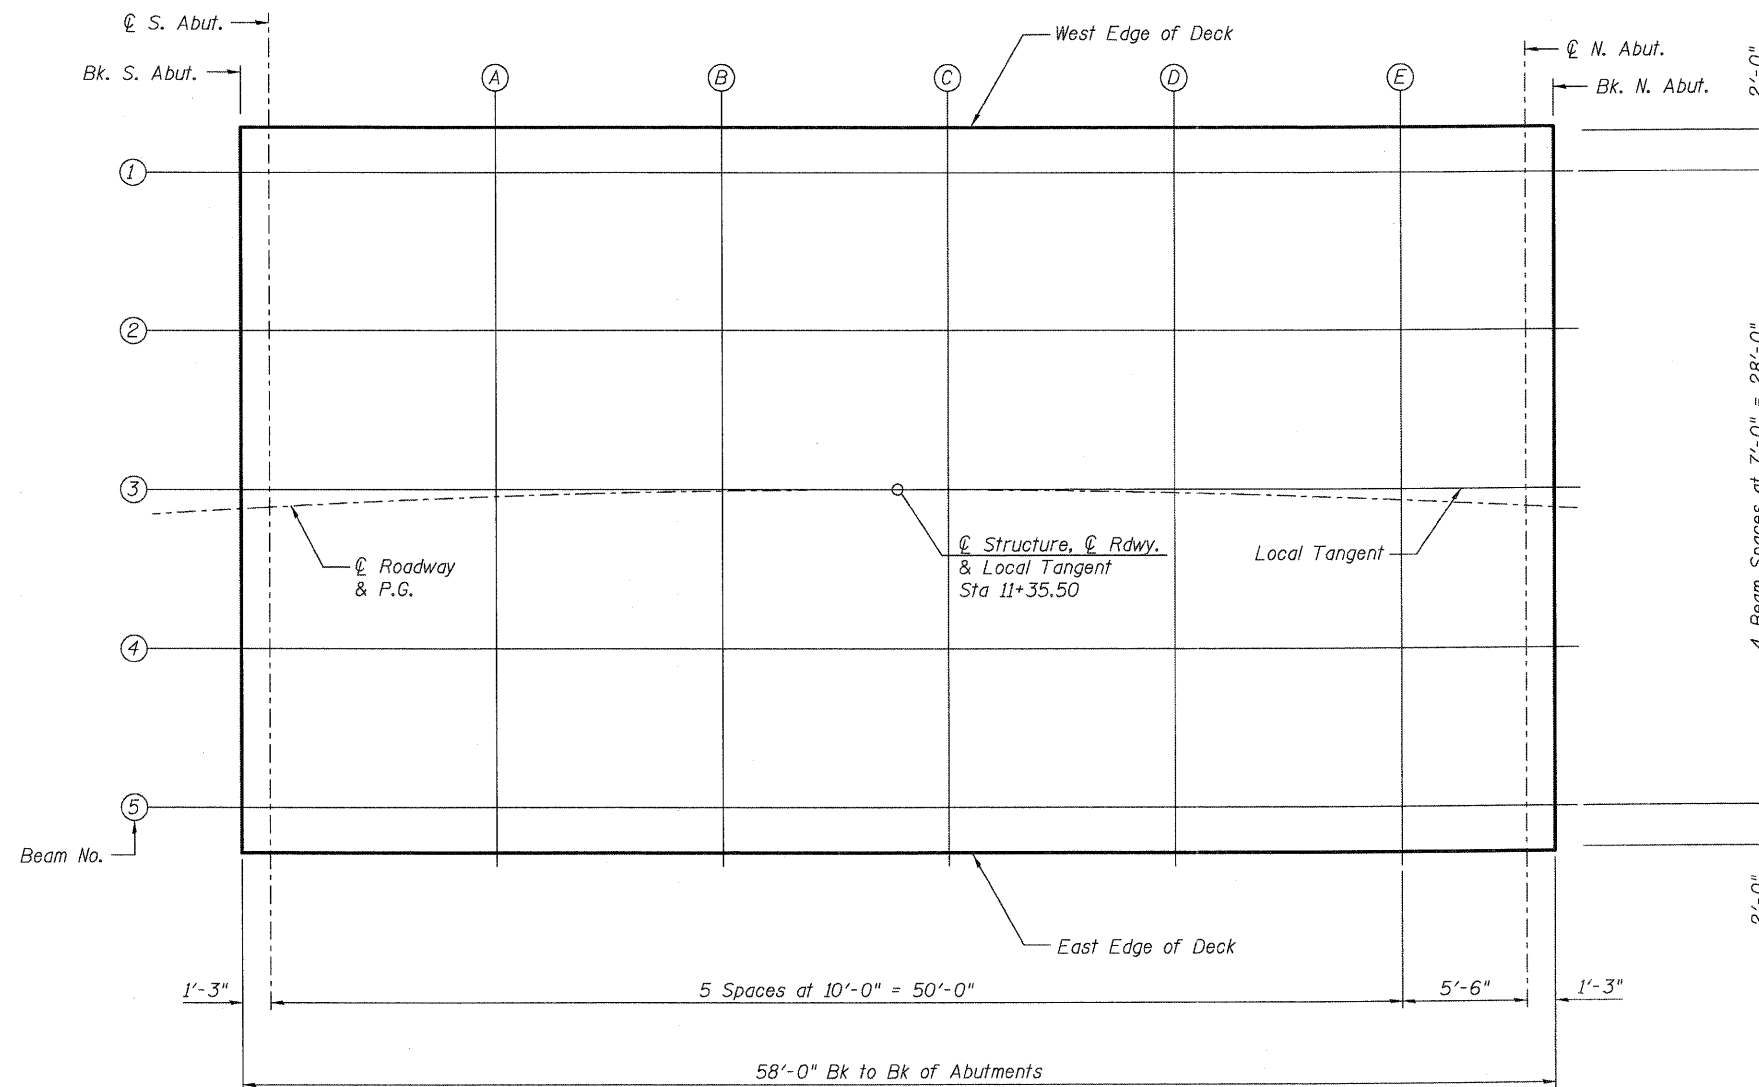 ℄ S. Abut.
West Edge of Deck
℄ N. Abut.
2'-0"
Bk. S. Abut.
A
B
C
D
E
Bk. N. Abut.
1
2
4 Beam Spaces at 7'-0" = 28'-0"
3
℄ Structure, ℄ Rdwy.
& Local Tangent
Sta 11+35.50
Local Tangent
℄ Roadway
& P.G.
4
5
Beam No.
2'-0"
East Edge of Deck
1'-3"
5 Spaces at 10'-0" = 50'-0"
5'-6"
1'-3"
58'-0" Bk to Bk of Abutments